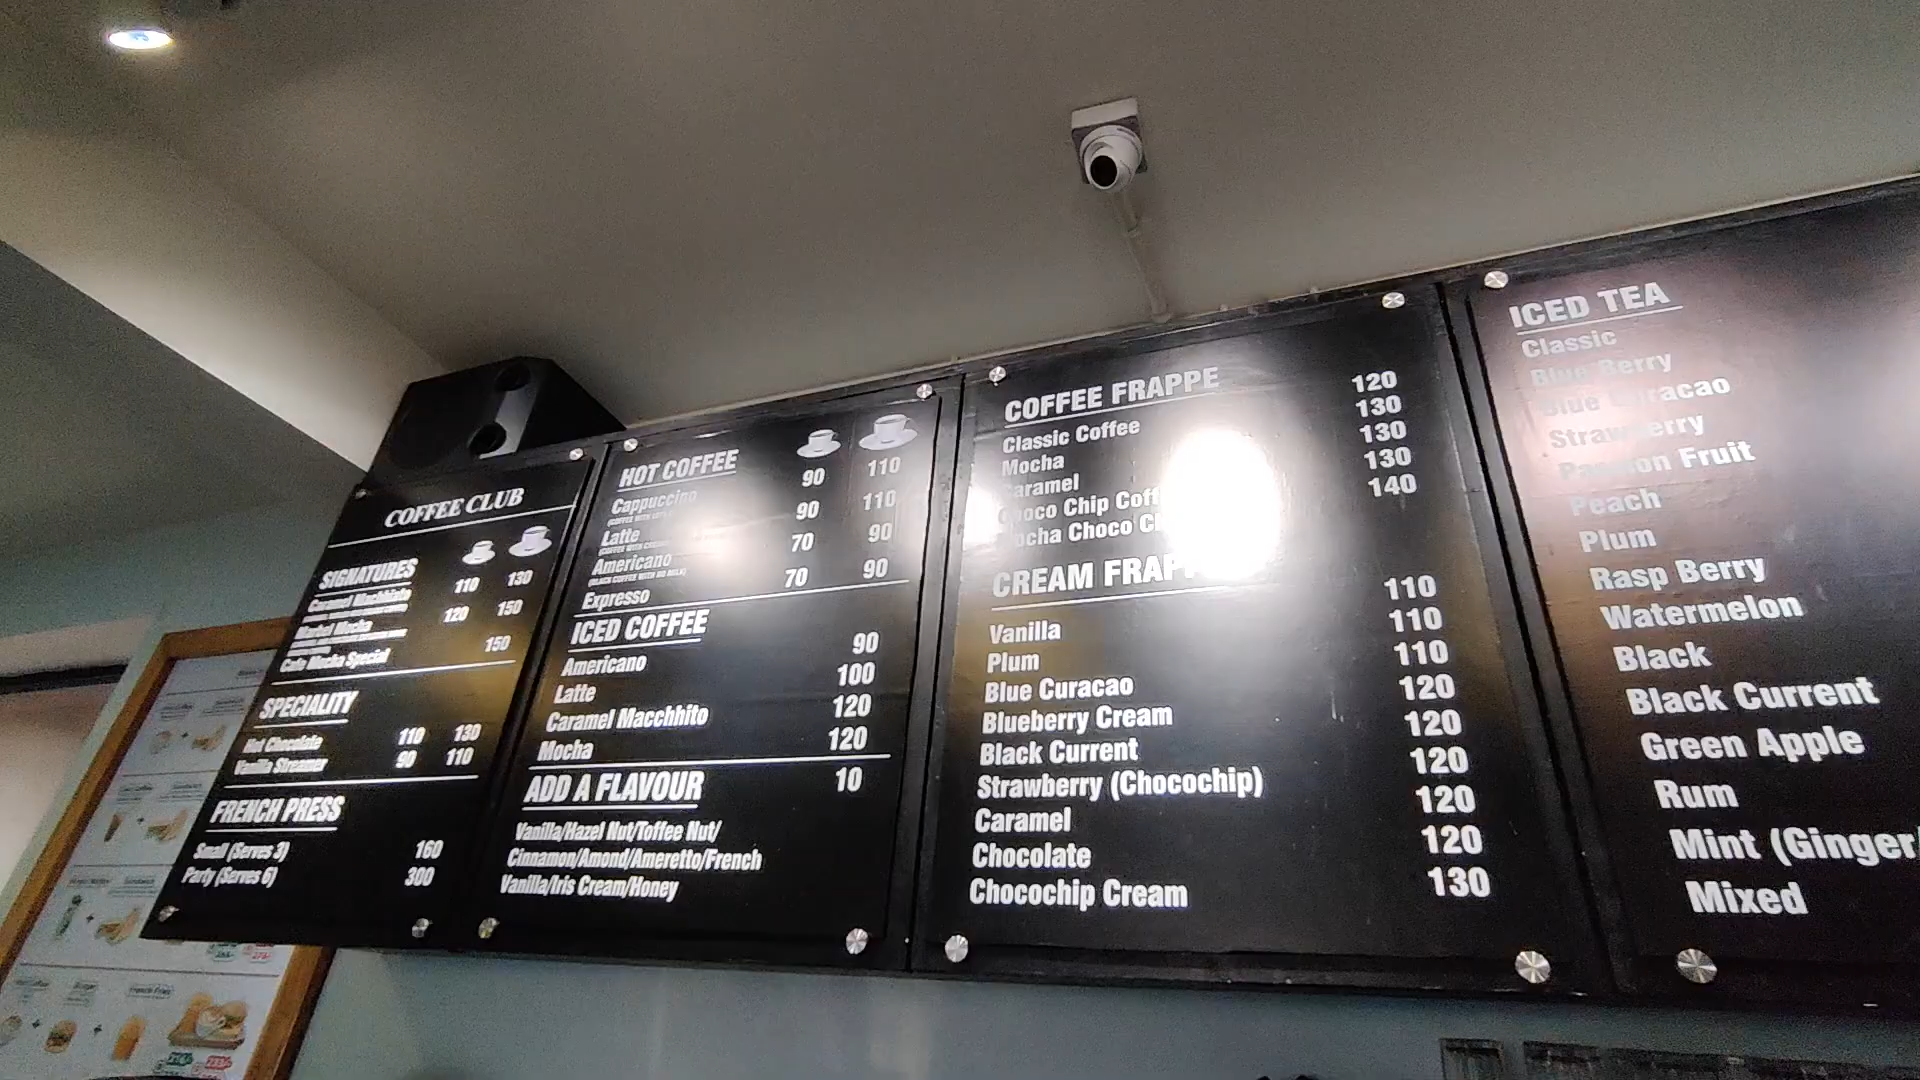 COFFEE CLUB
SIGNATURES
Caramel Macchhiato 110 130
Market Mocha 120 150
Cafe Mocha Special 150
SPECIALITY
Hot Chocolate 110 130
Vanilla Streamer 90 110
FRENCH PRESS
Small (Serves 3) 160
Party (Serves 6) 300
HOT COFFEE
Cappuccino 90 110
Latte 90 110
Americano 70 90
(BLACK COFFEE WITH NO MILK)
Expresso 70 90
ICED COFFEE
Americano 90
Latte 100
Caramel Macchhito 120
Mocha 120
ADD A FLAVOUR 10
Vanilla/Hazel Nut/Toffee Nut/
Cinnamon/Amond/Ameretto/French
Vanilla/Iris Cream/Honey
COFFEE FRAPPE
Classic Coffee 120
Mocha 130
Caramel 130
Choco Chip 130
Mocha Choco 140
CREAM
Vanilla 110
Plum 110
Blue Curacao 110
Blueberry Cream 120
Black Current 120
Strawberry (Chocochip) 120
Caramel 120
Chocolate 120
Chocochip Cream 130
ICED TEA
Classic
Blue Berry
Blue Curacao
Strawberry
Passion Fruit
Peach
Plum
Rasp Berry
Watermelon
Black
Black Current
Green Apple
Rum
Mint (Ginger
Mixed